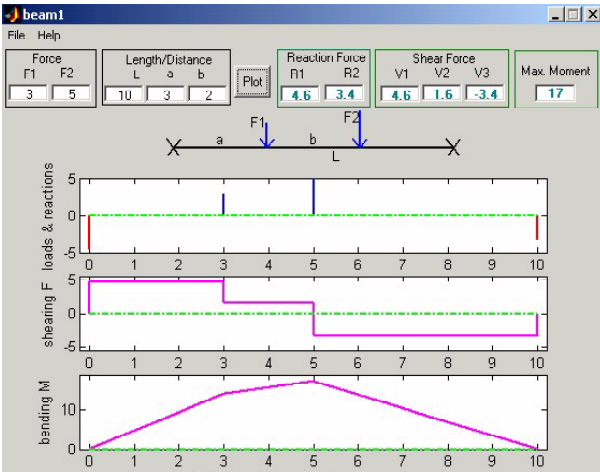 beam1
File Help
Force
F1 F2
3 5
Length/Distance
L a b
10 3 2
Plot
Reaction Force
R1 R2
4.6 3.4
Shear Force
V1 V2 V3
4.6 1.6 -3.4
Max. Moment
17
F1 F2
a b
L
loads & reactions
5
0
-5
0 1 2 3 4 5 6 7 8 9 10
shearing F
5
0
-5
0 1 2 3 4 5 6 7 8 9 10
bending M
10
0
0 1 2 3 4 5 6 7 8 9 10